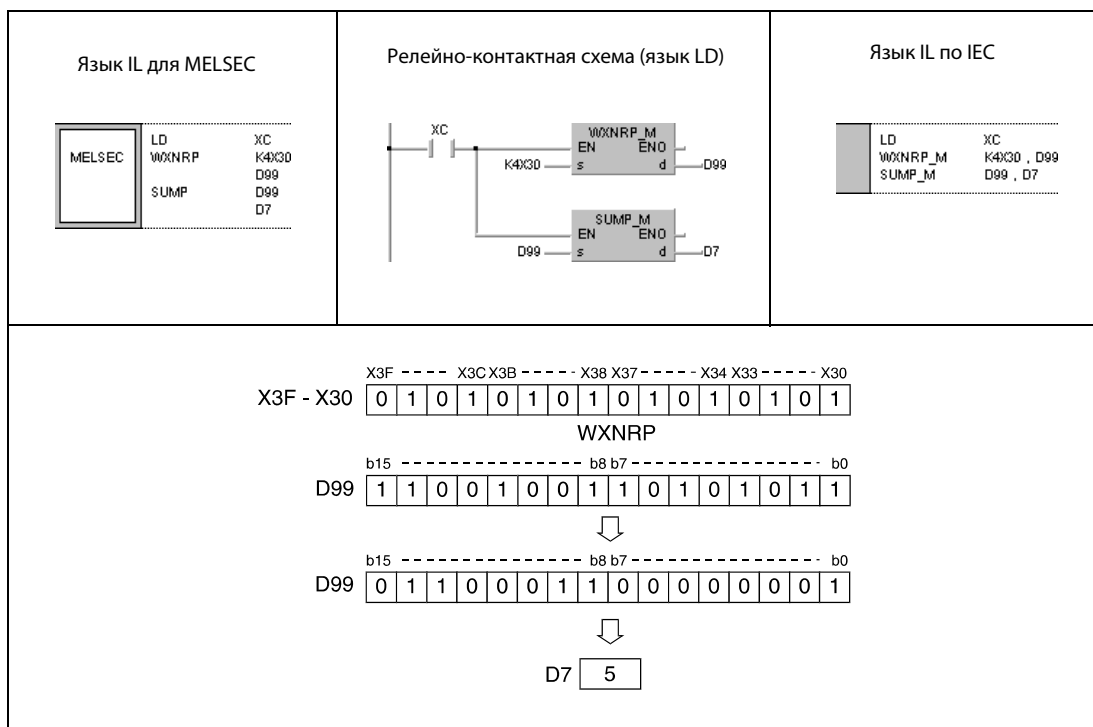 Язык IL для MELSEC
MELSEC
LD XC
WXNRP K4X30
D99
SUMP D99
D7
Релейно-контактная схема (язык LD)
XC
WXNRP_M
EN ENO
K4X30 s d D99
SUMP_M
EN ENO
D99 s d D7
Язык IL по IEC
LD XC
WXNRP_M K4X30 , D99
SUMP_M D99 , D7
X3F X3C X3B X38 X37 X34 X33 X30
X3F - X30 0 1 0 1 0 1 0 1 0 1 0 1 0 1 0 1
WXNRP
b15 b8 b7 b0
D99 1 1 0 0 1 0 0 1 1 0 1 0 1 0 1 1
b15 b8 b7 b0
D99 0 1 1 0 0 0 1 1 0 0 0 0 0 0 0 1
D7 5